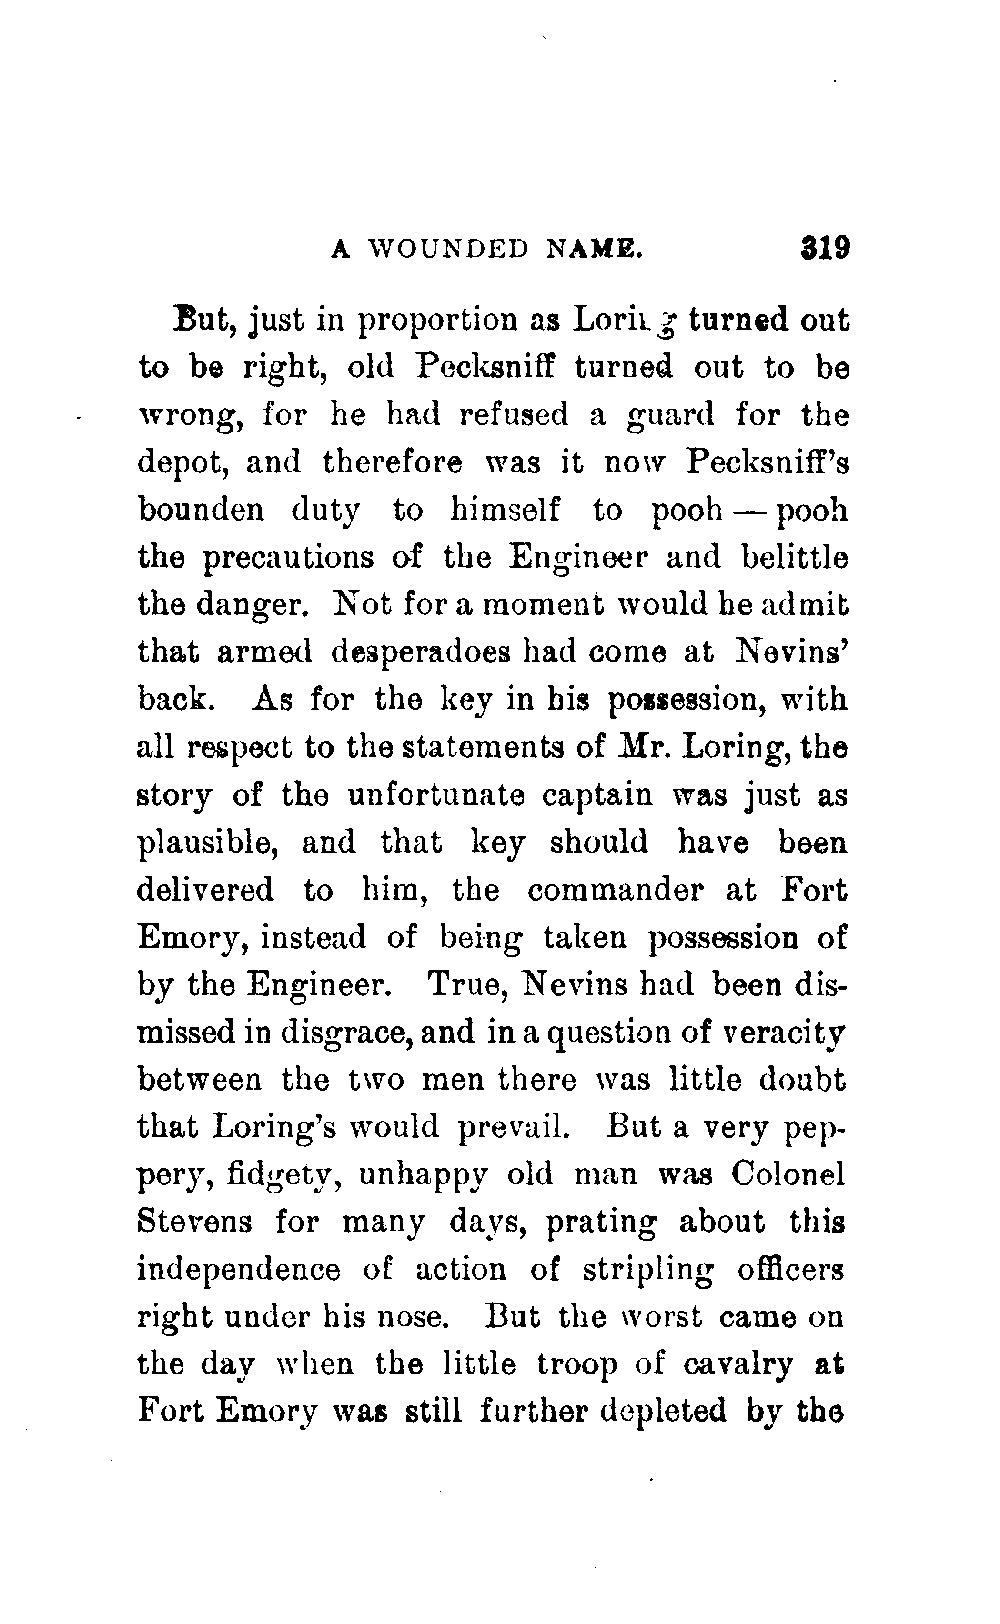 A WOUNDED NAME. 319
But, just in proportion as Loring turned out
to be right, old Pecksniff turned out to be
wrong, for he had refused a guard for the
depot, and therefore was it now Pecksniff's
bounden duty to himself to pooh — pooh
the precautions of the Engineer and belittle
the danger. Not for a moment would he admit
that armed desperadoes had come at Nevins'
back. As for the key in his possession, with
all respect to the statements of Mr. Loring, the
story of the unfortunate captain was just as
plausible, and that key should have been
delivered to him, the commander at Fort
Emory, instead of being taken possession of
by the Engineer. True, Nevins had been dis-
missed in disgrace, and in a question of veracity
between the two men there was little doubt
that Loring's would prevail. But a very pep-
pery, fidgety, unhappy old man was Colonel
Stevens for many days, prating about this
independence of action of stripling officers
right under his nose. But the worst came on
the day when the little troop of cavalry at
Fort Emory was still further depleted by the